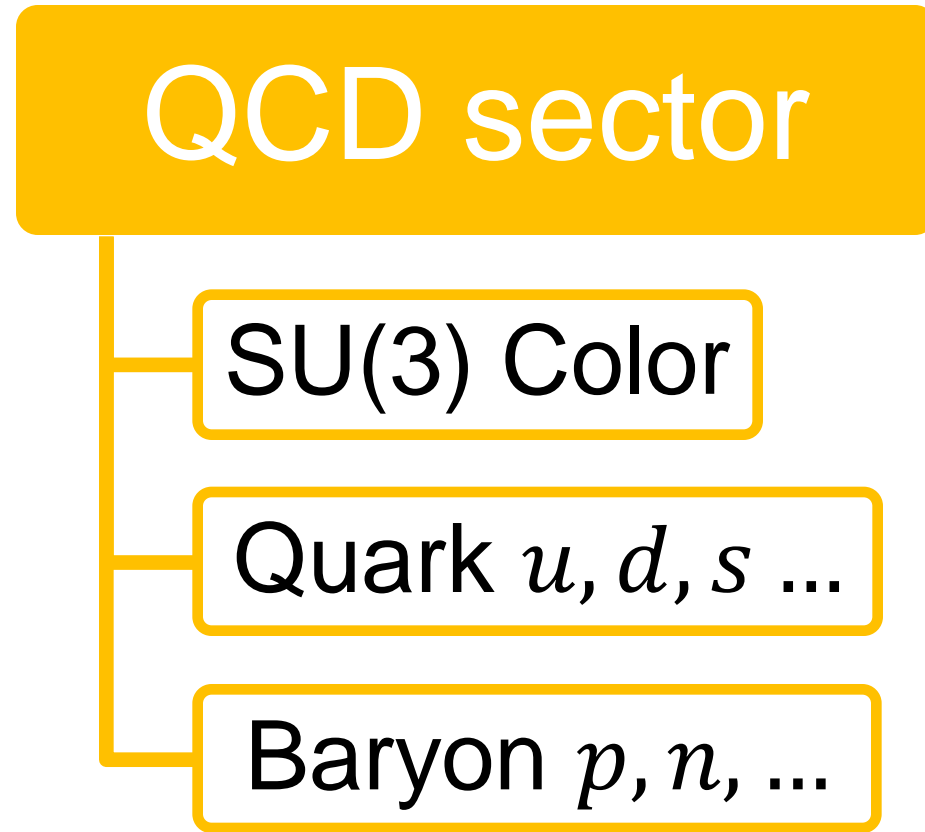 QCD sector
SU(3) Color
Quark u, d, s ...
Baryon p, n, ...